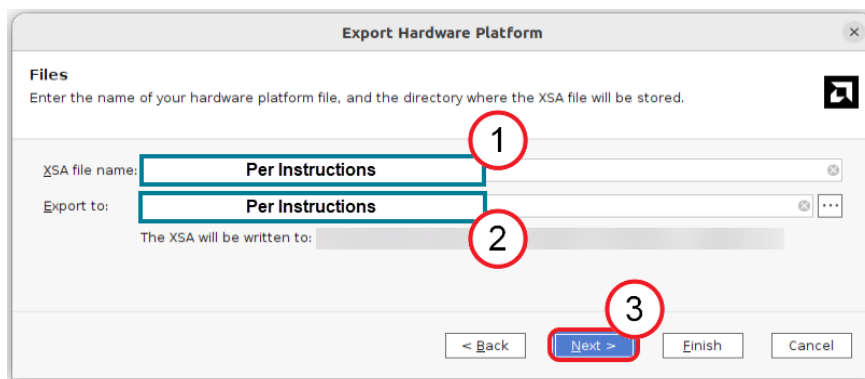 Export Hardware Platform
Files
Enter the name of your hardware platform file, and the directory where the XSA file will be stored.
1
XSA file name: Per Instructions
Export to: Per Instructions ...
The XSA will be written to:
2
3
< Back Next > Finish Cancel